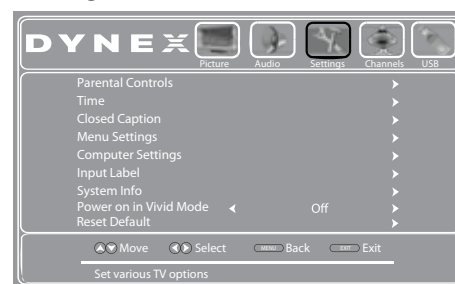 DYNEX
Picture Audio Settings Channels USB
Parental Controls
Time
Closed Caption
Menu Settings
Computer Settings
Input Label
System Info
Power on in Vivid Mode Off
Reset Default
Move Select MENU Back EXIT Exit
Set various TV options